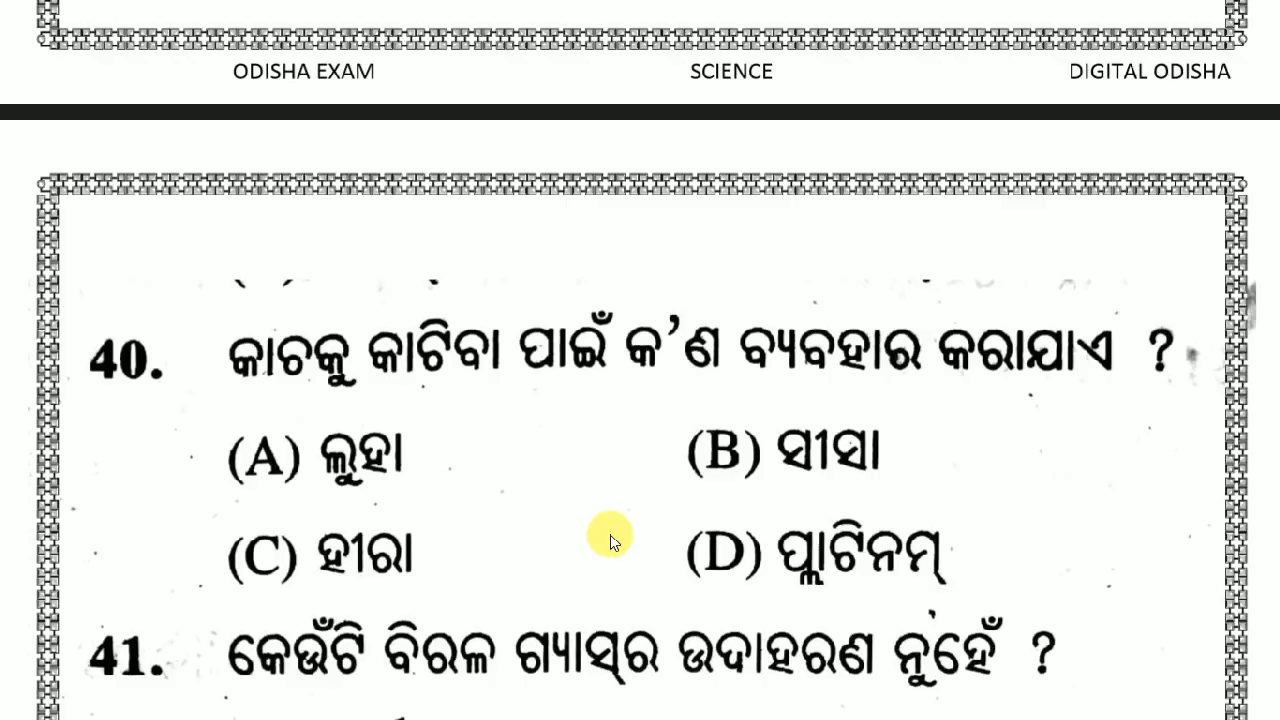 ODISHA EXAM SCIENCE DIGITAL ODISHA
40. କାଚକୁ କାଟିବା ପାଇଁ କ'ଣ ବ୍ୟବହାର କରାଯାଏ ?
(A) ଲୁହା (B) ସୀସା
(C) ହୀରା (D) ପ୍ଲାଟିନମ୍
41. କେଉଁଟି ବିରଳ ଗ୍ୟାସ୍‌ର ଉଦାହରଣ ନୁହେଁ ?